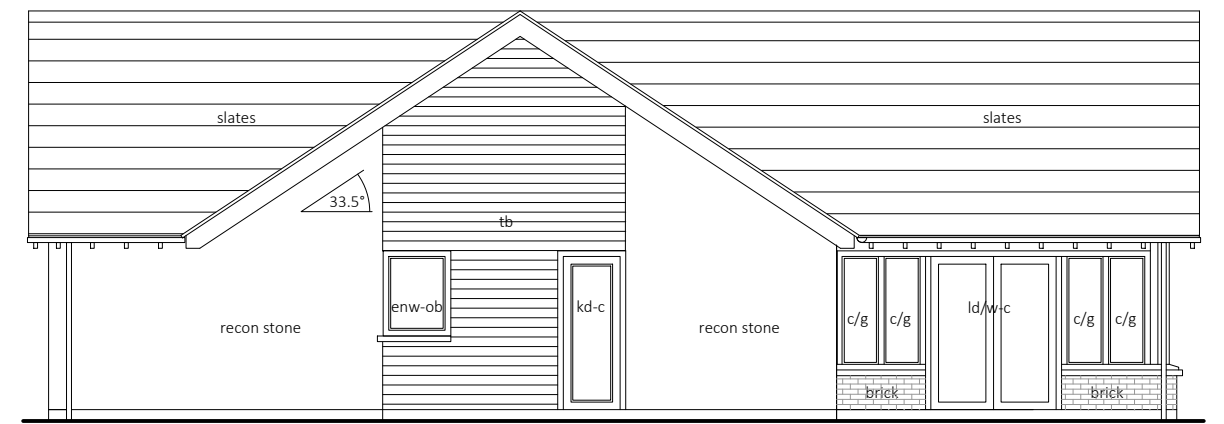 slates
slates
33.5°
tb
enw-ob
kd-c
ld/w-c
c/g
c/g
c/g
c/g
recon stone
recon stone
brick
brick